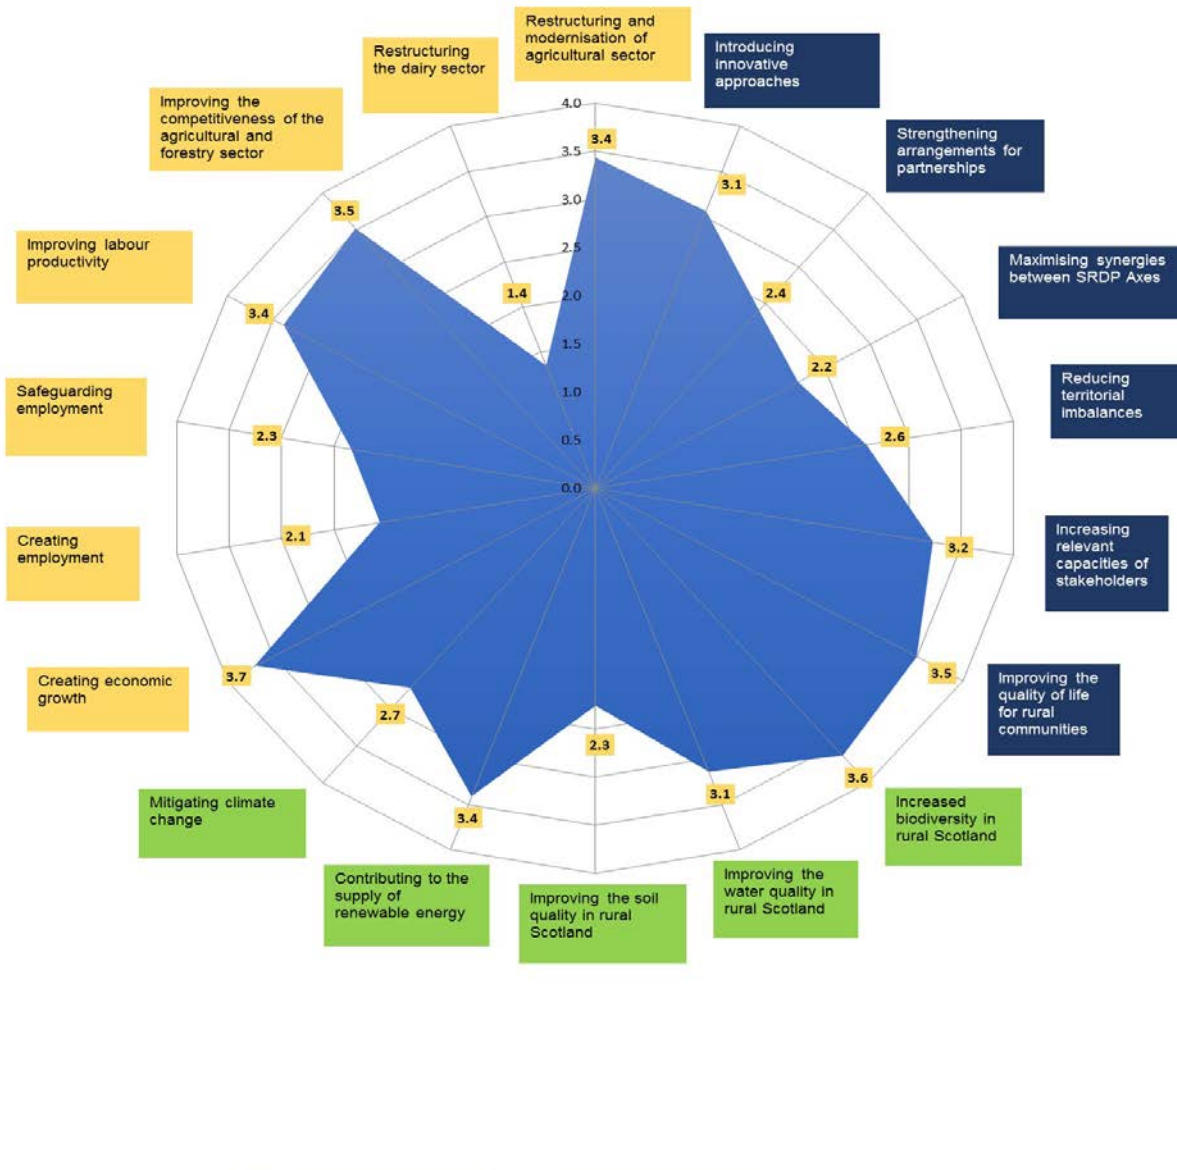 Restructuring and
modernisation of
agricultural sector
Introducing
innovative
approaches
Strengthening
arrangements for
partnerships
Maximising synergies
between SRDP Axes
Reducing
territorial
imbalances
Increasing
relevant
capacities of
stakeholders
Improving the
quality of life
for rural
communities
Increased
biodiversity in
rural Scotland
Improving the
water quality in
rural Scotland
Improving the soil
quality in rural
Scotland
Contributing to the
supply of
renewable energy
Mitigating climate
change
Creating economic
growth
Creating
employment
Safeguarding
employment
Improving labour
productivity
Improving the
competitiveness of the
agricultural and
forestry sector
Restructuring
the dairy sector
4.0
3.5
3.0
2.5
2.0
1.5
1.0
0.5
0.0
3.4
3.1
2.4
2.2
2.6
3.2
3.5
3.6
3.1
2.3
3.4
2.7
3.7
2.1
2.3
3.4
3.5
1.4